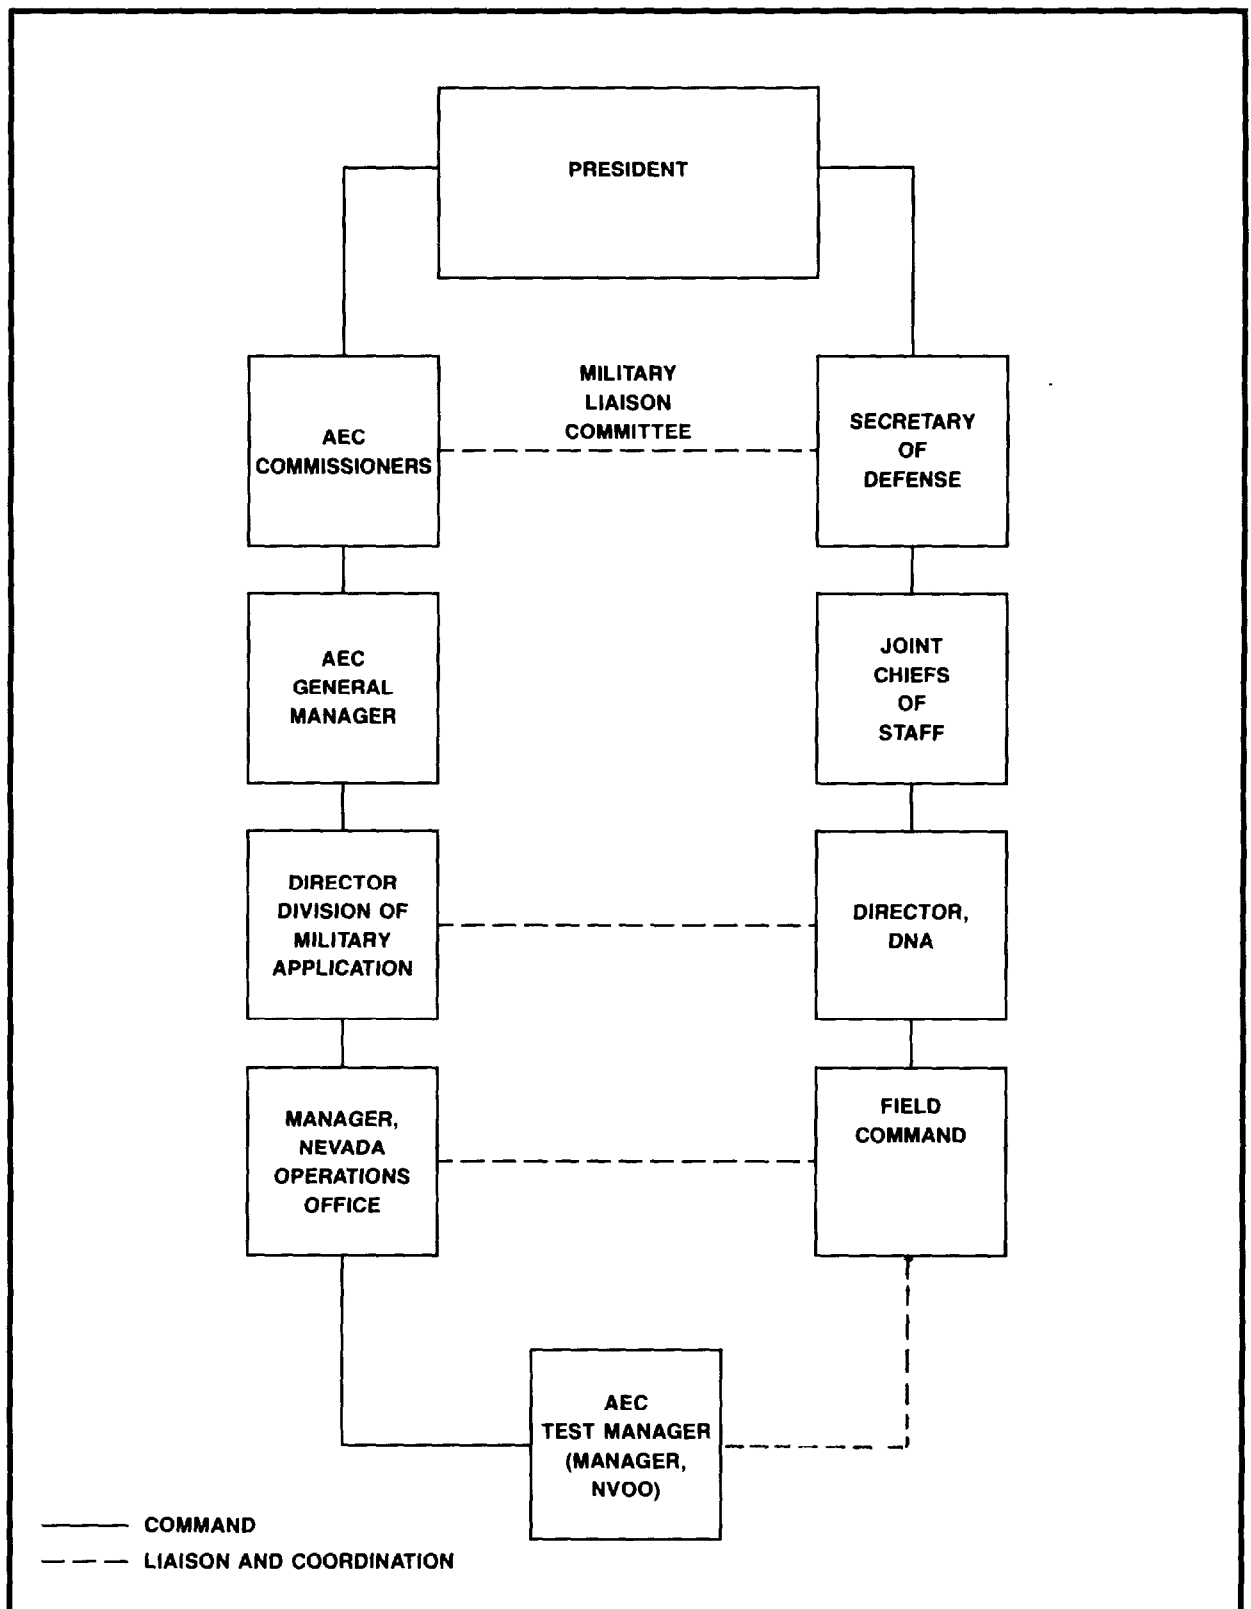 PRESIDENT
MILITARY
LIAISON
COMMITTEE
AEC
COMMISSIONERS
SECRETARY
OF
DEFENSE
AEC
GENERAL
MANAGER
JOINT
CHIEFS
OF
STAFF
DIRECTOR
DIVISION OF
MILITARY
APPLICATION
DIRECTOR,
DNA
MANAGER,
NEVADA
OPERATIONS
OFFICE
FIELD
COMMAND
AEC
TEST MANAGER
(MANAGER,
NVOO)
COMMAND
LIAISON AND COORDINATION